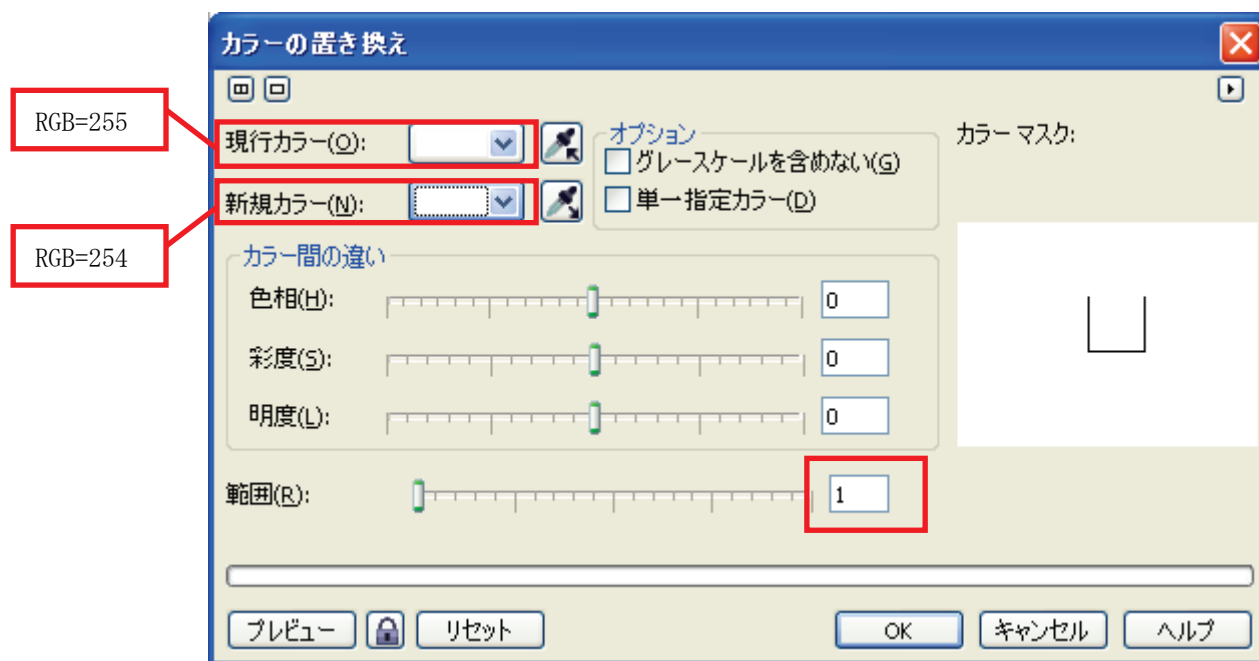 カラーの置き換え
RGB=255
現行カラー(O):
オプション
グレースケールを含めない(G)
カラー マスク:
新規カラー(N):
単一指定カラー(D)
RGB=254
カラー間の違い
色相(H):
0
彩度(S):
0
明度(L):
0
範囲(R):
1
プレビュー
リセット
OK
キャンセル
ヘルプ